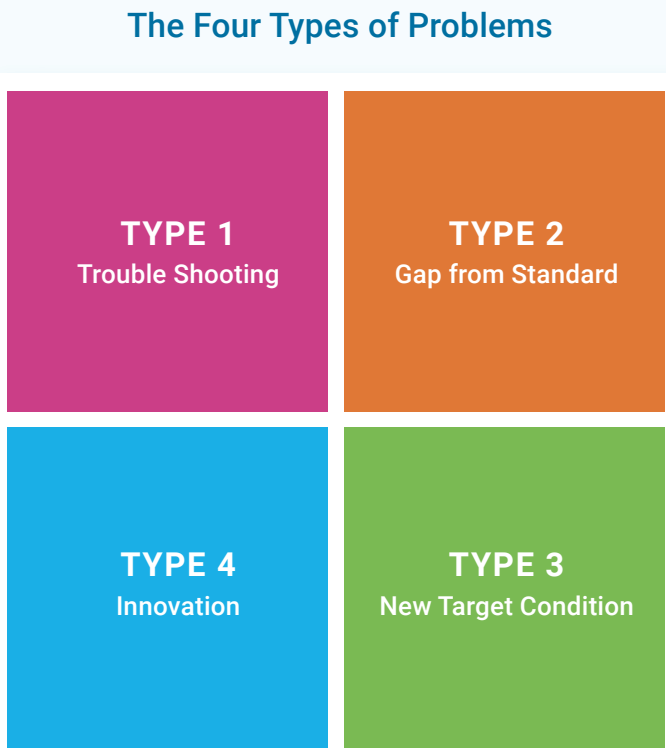 The Four Types of Problems
TYPE 1
Trouble Shooting
TYPE 2
Gap from Standard
TYPE 4
Innovation
TYPE 3
New Target Condition